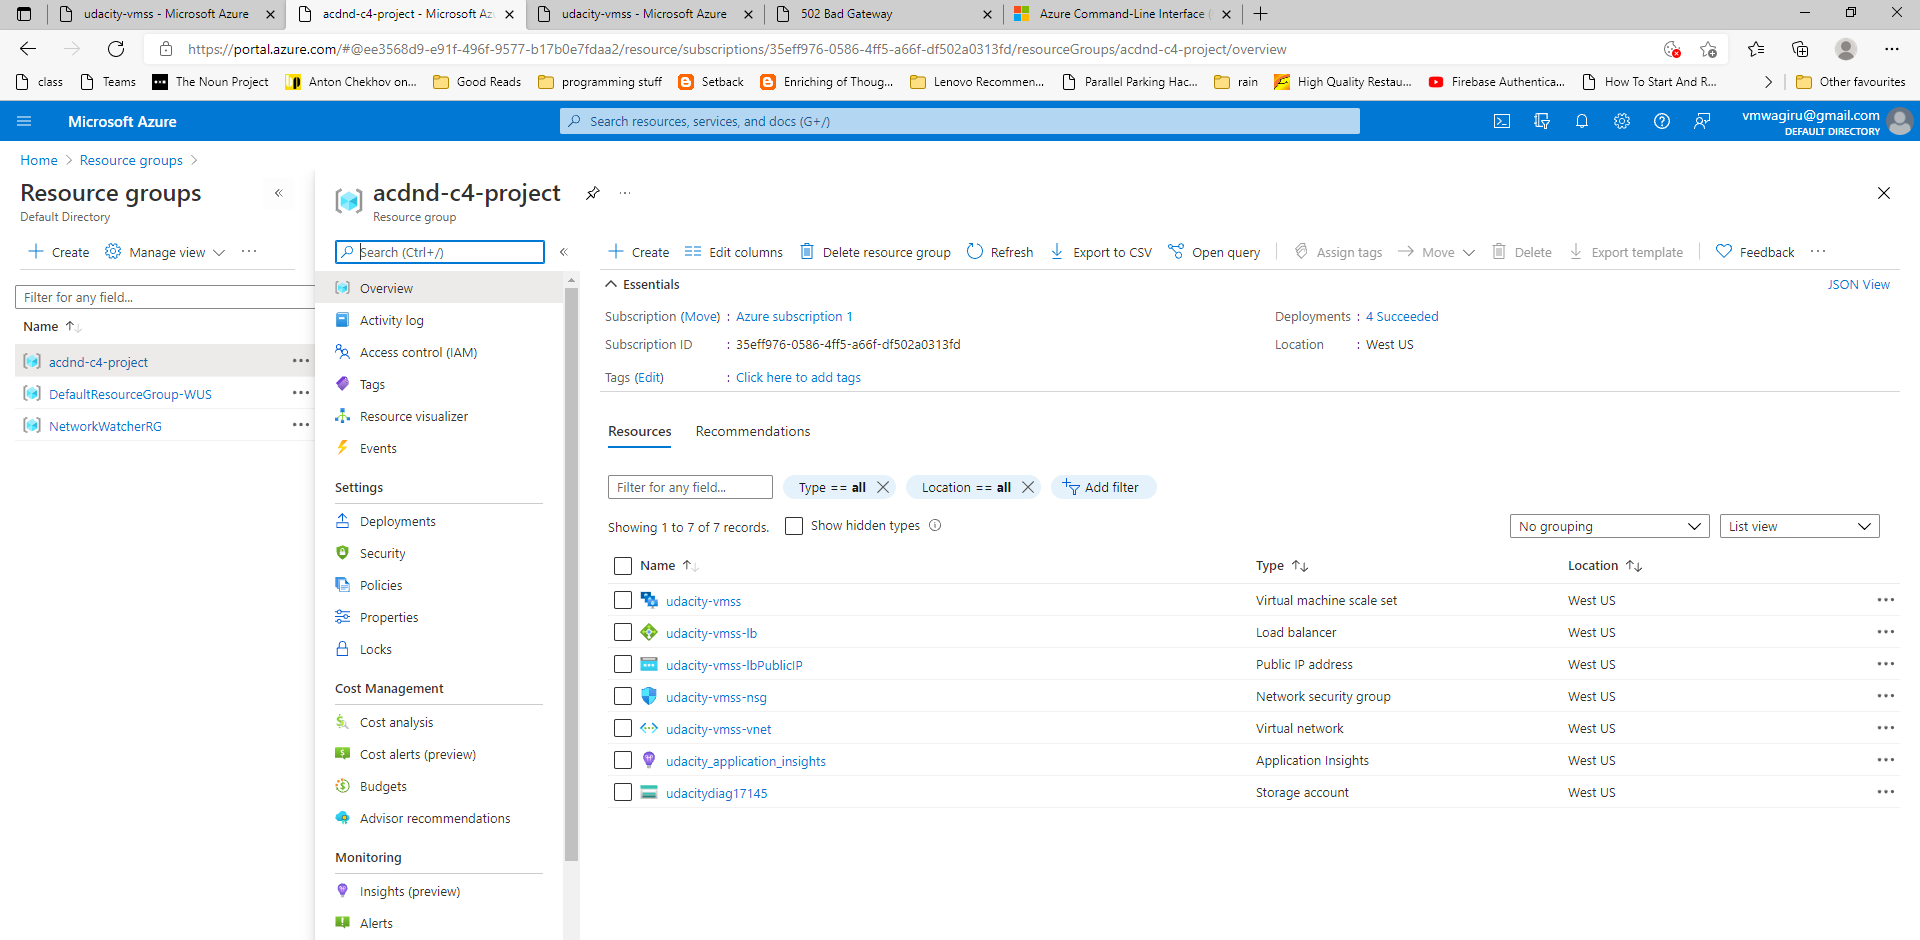 udacity-vmss - Microsoft Azure
acdnd-c4-project - Microsoft Az
udacity-vmss - Microsoft Azure
502 Bad Gateway
Azure Command-Line Interface (
https://portal.azure.com/#@ee3568d9-e91f-496f-9577-b17b0e7fdaa2/resource/subscriptions/35eff976-0586-4ff5-a66f-df502a0313fd/resourceGroups/acdnd-c4-project/overview
class
Teams
The Noun Project
Anton Chekhov on...
Good Reads
programming stuff
Setback
Enriching of Thoug...
Lenovo Recommen...
Parallel Parking Hac...
rain
High Quality Restau...
Firebase Authentica...
How To Start And R...
Other favourites
Microsoft Azure
Search resources, services, and docs (G+/)
vmwagiru@gmail.com
DEFAULT DIRECTORY
Home > Resource groups >
Resource groups
Default Directory
Create
Manage view
Filter for any field...
Name
acdnd-c4-project
DefaultResourceGroup-WUS
NetworkWatcherRG
acdnd-c4-project
Resource group
Search (Ctrl+/)
Overview
Activity log
Access control (IAM)
Tags
Resource visualizer
Events
Settings
Deployments
Security
Policies
Properties
Locks
Cost Management
Cost analysis
Cost alerts (preview)
Budgets
Advisor recommendations
Monitoring
Insights (preview)
Alerts
Create
Edit columns
Delete resource group
Refresh
Export to CSV
Open query
Assign tags
Move
Delete
Export template
Feedback
Essentials
JSON View
Subscription (Move) : Azure subscription 1
Deployments : 4 Succeeded
Subscription ID : 35eff976-0586-4ff5-a66f-df502a0313fd
Location : West US
Tags (Edit) : Click here to add tags
Resources
Recommendations
Filter for any field...
Type == all
Location == all
Add filter
Showing 1 to 7 of 7 records.
Show hidden types
No grouping
List view
Name Type Location
udacity-vmss Virtual machine scale set West US
udacity-vmss-lb Load balancer West US
udacity-vmss-lbPublicIP Public IP address West US
udacity-vmss-nsg Network security group West US
udacity-vmss-vnet Virtual network West US
udacity_application_insights Application Insights West US
udacitydiag17145 Storage account West US